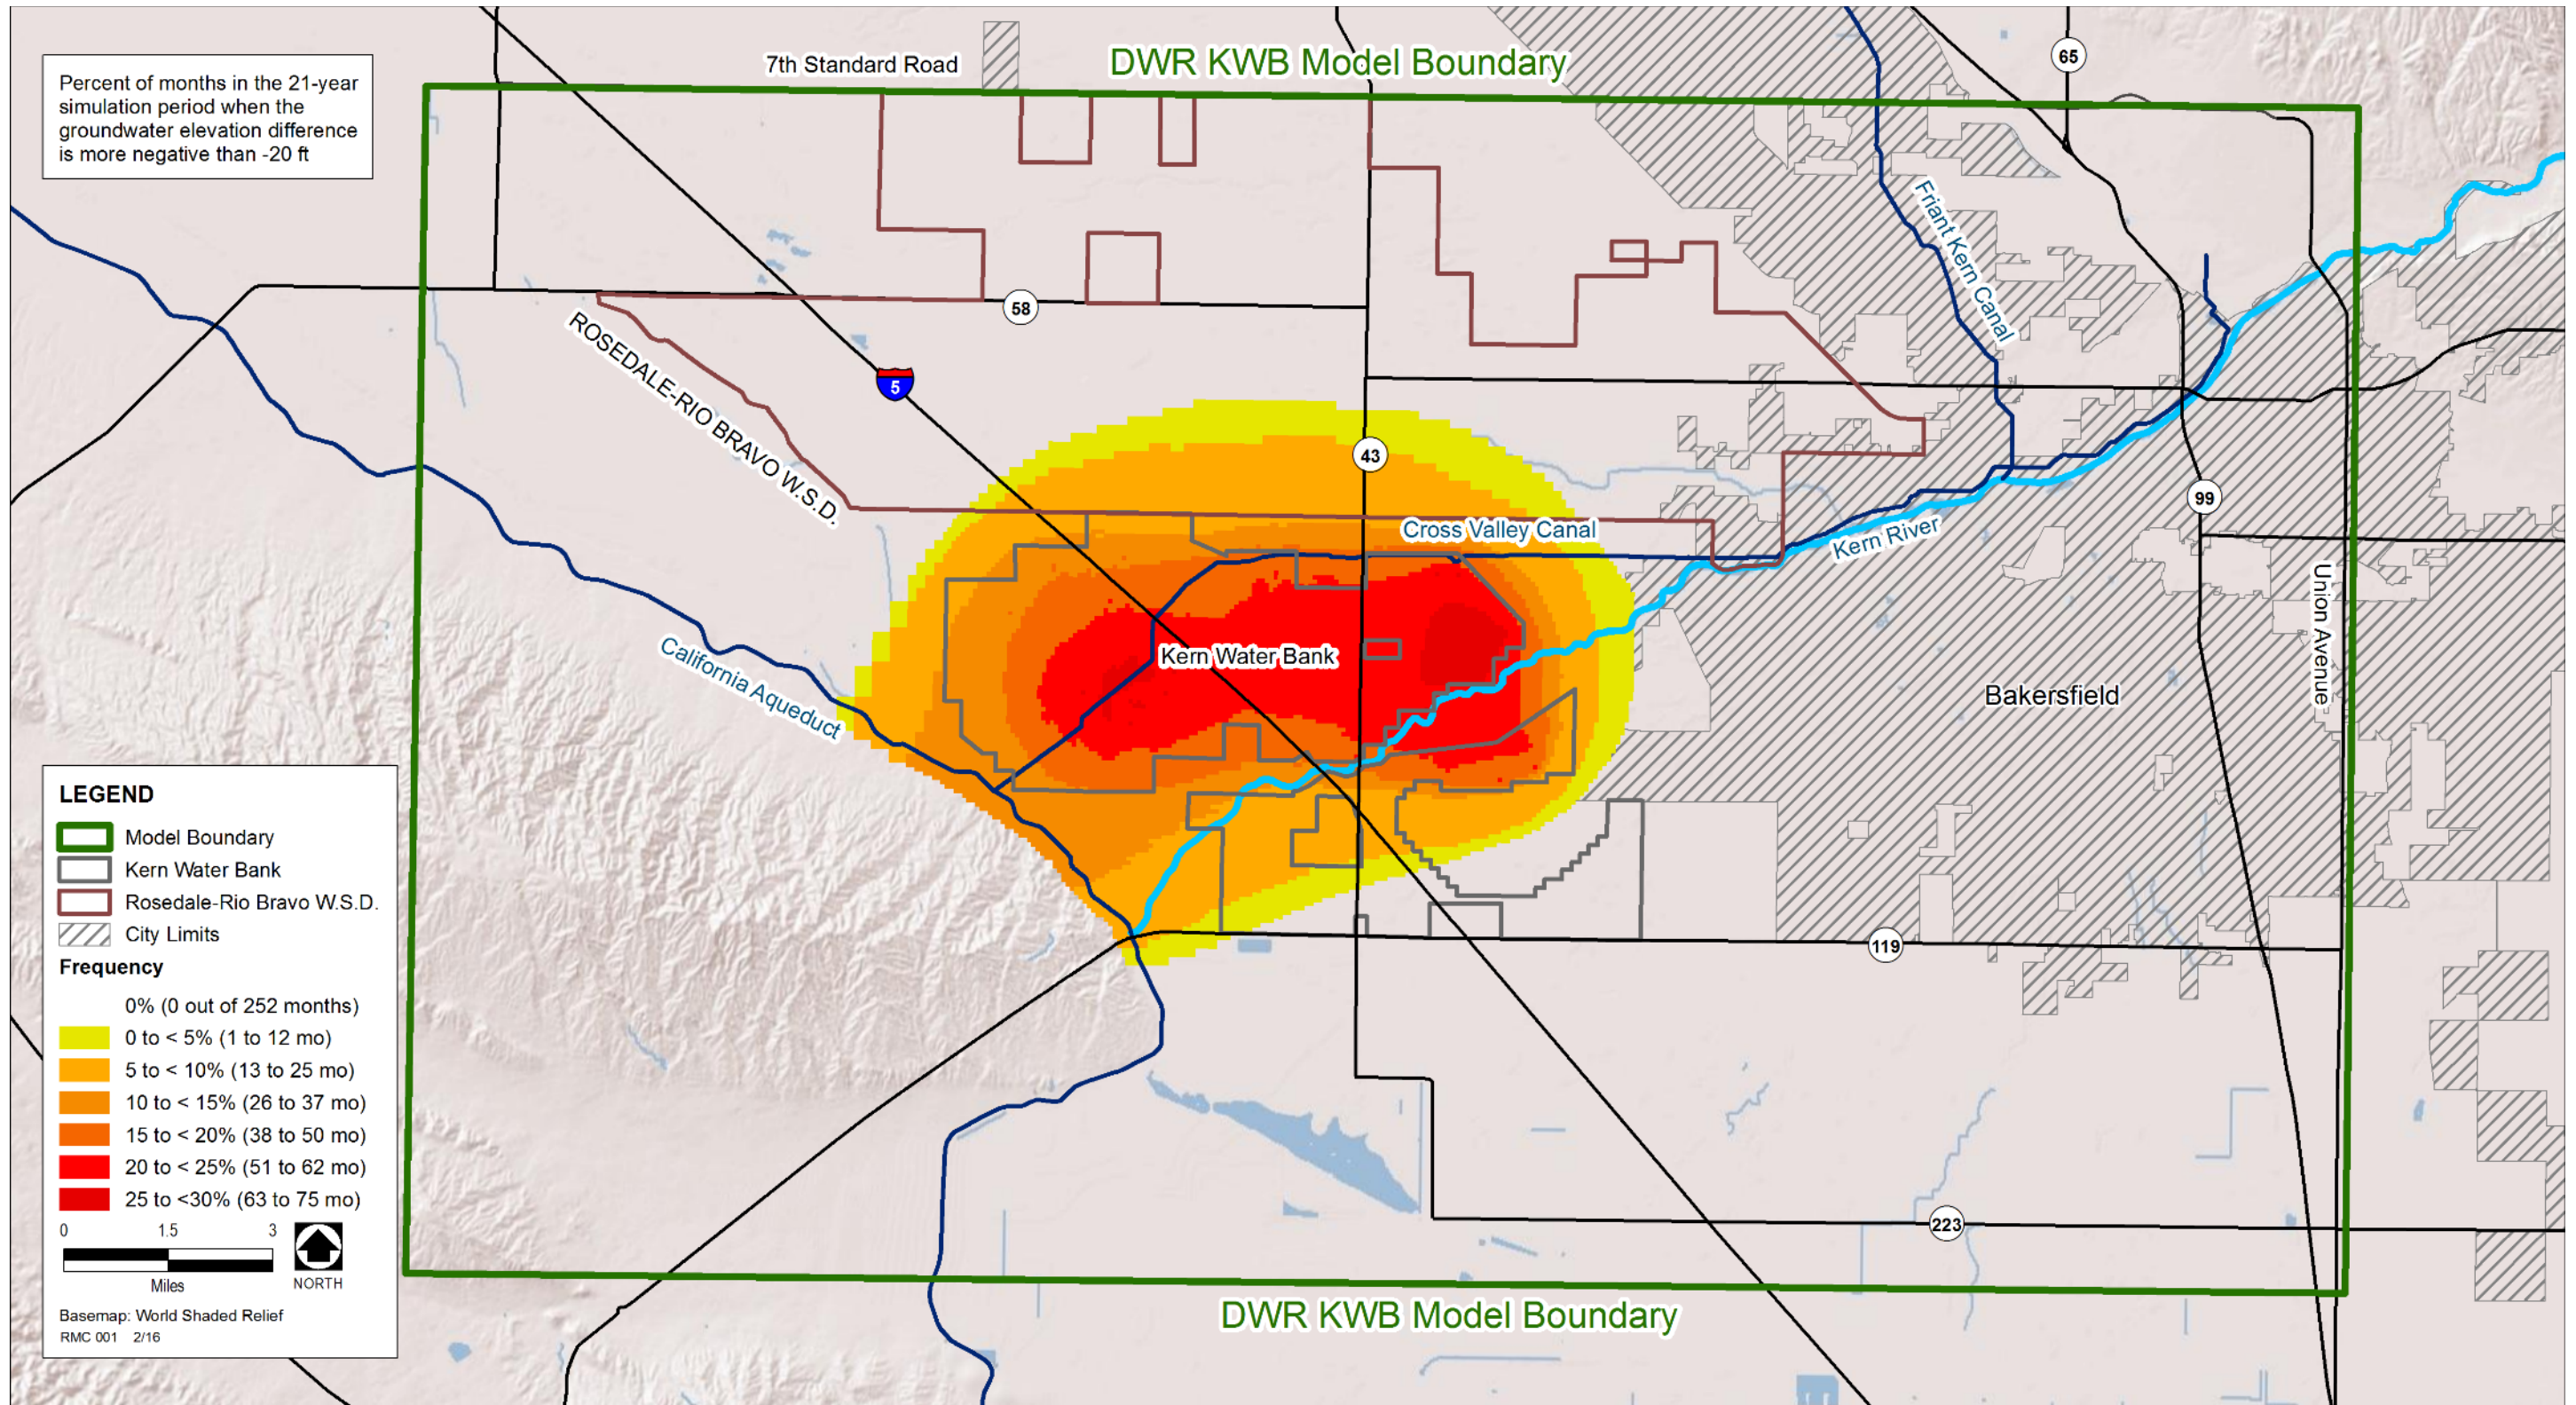 Percent of months in the 21-year
simulation period when the
groundwater elevation difference
is more negative than -20 ft
7th Standard Road
DWR KWB Model Boundary
65
Friant Kern Canal
58
ROSEDALE-RIO BRAVO W.S.D.
5
43
99
Cross Valley Canal
Kern River
Union Avenue
California Aqueduct
Kern Water Bank
Bakersfield
119
223
DWR KWB Model Boundary
LEGEND
Model Boundary
Kern Water Bank
Rosedale-Rio Bravo W.S.D.
City Limits
Frequency
0% (0 out of 252 months)
0 to < 5% (1 to 12 mo)
5 to < 10% (13 to 25 mo)
10 to < 15% (26 to 37 mo)
15 to < 20% (38 to 50 mo)
20 to < 25% (51 to 62 mo)
25 to <30% (63 to 75 mo)
0 1.5 3
Miles
NORTH
Basemap: World Shaded Relief
RMC 001 2/16